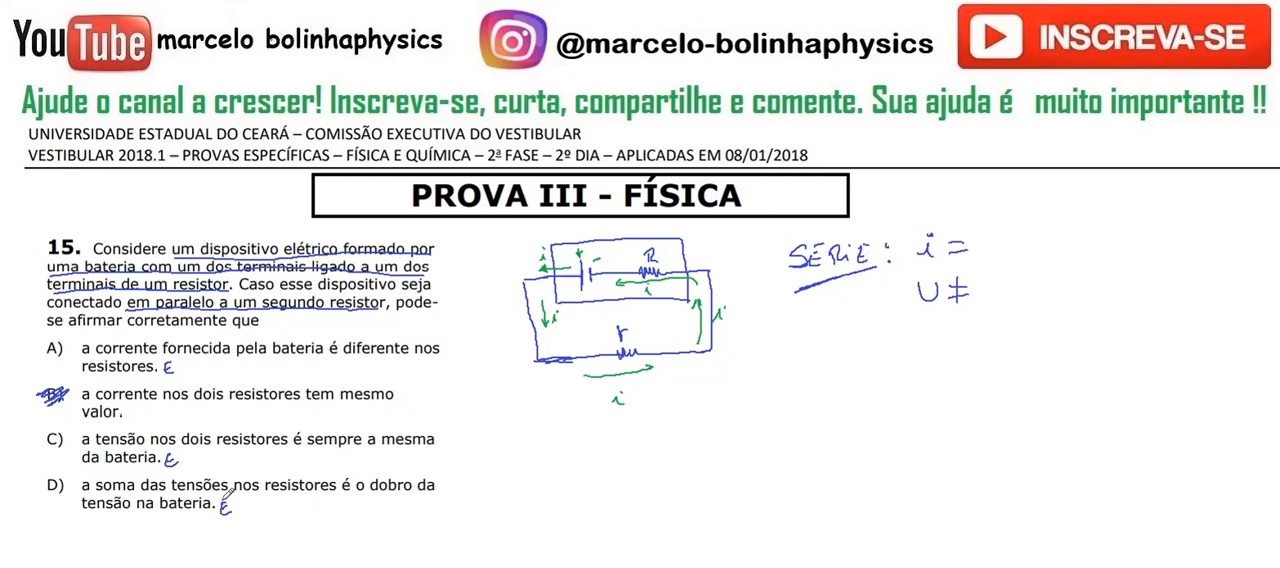 YouTube marcelo bolinhaphysics
@marcelo-bolinhaphysics
INSCREVA-SE
Ajude o canal a crescer! Inscreva-se, curta, compartilhe e comente. Sua ajuda é muito importante !!
UNIVERSIDADE ESTADUAL DO CEARÁ – COMISSÃO EXECUTIVA DO VESTIBULAR
VESTIBULAR 2018.1 – PROVAS ESPECÍFICAS – FÍSICA E QUÍMICA – 2ª FASE – 2º DIA – APLICADAS EM 08/01/2018
PROVA III - FÍSICA
15. Considere um dispositivo elétrico formado por
uma bateria com um dos terminais ligado a um dos
terminais de um resistor. Caso esse dispositivo seja
conectado em paralelo a um segundo resistor, pode-
se afirmar corretamente que
A) a corrente fornecida pela bateria é diferente nos
resistores. E
B) a corrente nos dois resistores tem mesmo
valor.
C) a tensão nos dois resistores é sempre a mesma
da bateria. E
D) a soma das tensões nos resistores é o dobro da
tensão na bateria. E
i + - R
i
i i
r
i
SÉRIE: i =
U ≠